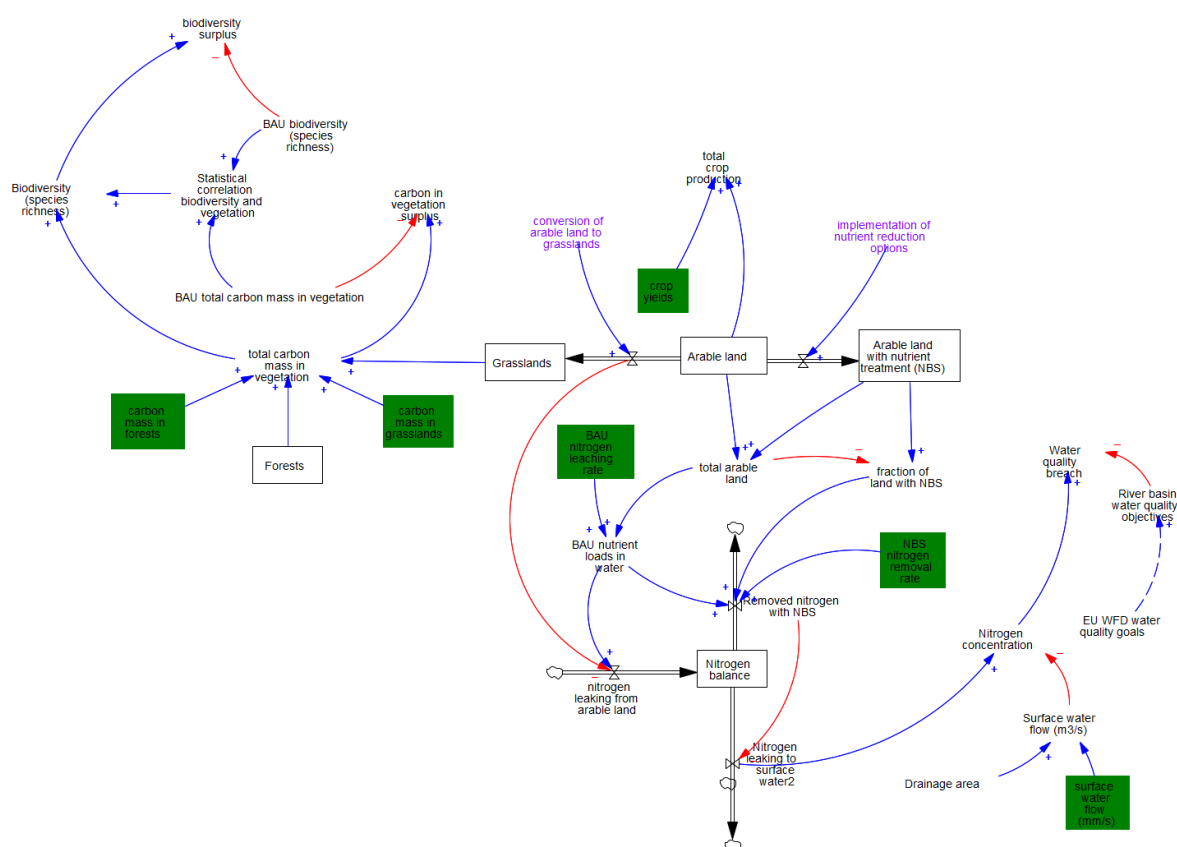 biodiversity
surplus
BAU biodiversity
(species
richness)
Statistical
correlation
biodiversity and
vegetation
Biodiversity
(species
richness)
carbon in
vegetation
surplus
BAU total carbon mass in vegetation
total
crop
production
conversion of
arable land to
grasslands
implementation of
nutrient reduction
options
crop
yields
total carbon
mass in
vegetation
Grasslands
Arable land
Arable land
with nutrient
treatment (NBS)
carbon
mass in
forests
carbon
mass in
grasslands
Forests
BAU
nitrogen
leaching
rate
total arable
land
fraction of
land with NBS
Water
quality
breach
River basin
water quality
objectives
BAU nutrient
loads in
water
NBS
nitrogen
removal
rate
Removed nitrogen
with NBS
EU WFD water
quality goals
Nitrogen
concentration
Nitrogen
balance
nitrogen
leaking from
arable land
Surface water
flow (m3/s)
Nitrogen
leaking to
surface
water2
Drainage area
surface
water
flow
(mm/s)